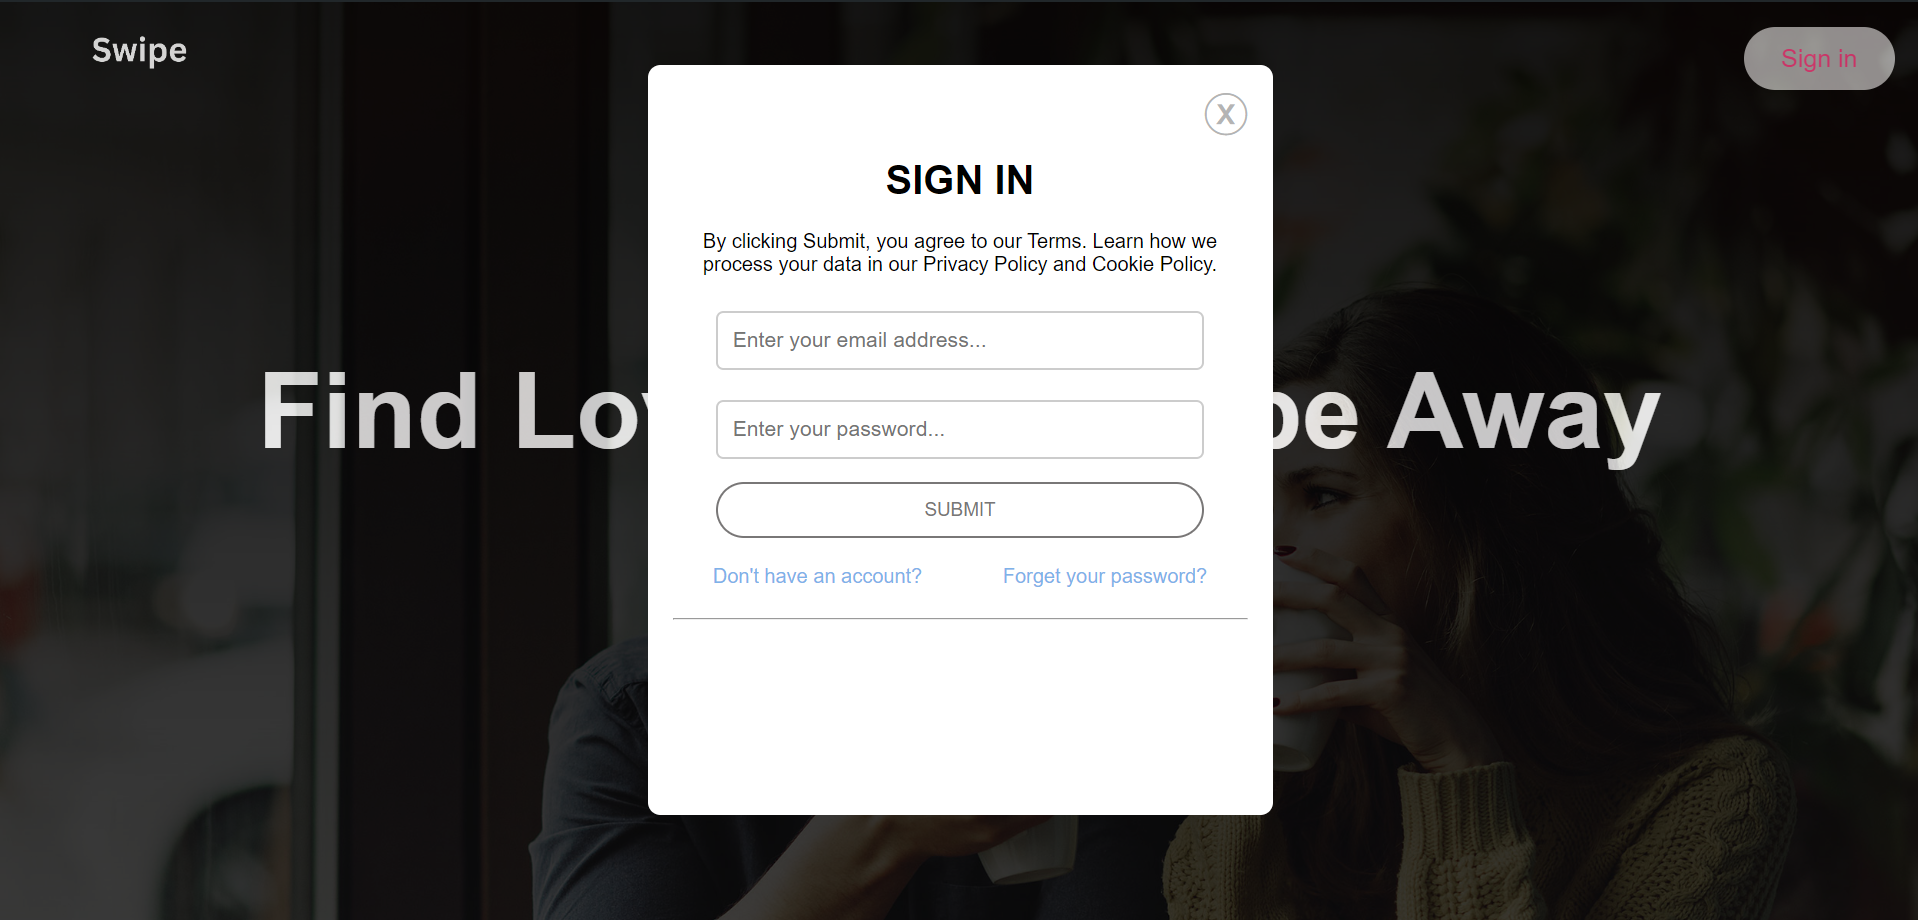 Swipe
Sign in
X
SIGN IN
By clicking Submit, you agree to our Terms. Learn how we
process your data in our Privacy Policy and Cookie Policy.
Enter your email address...
Find Lo
Away
Enter your password...
SUBMIT
Don't have an account?
Forget your password?